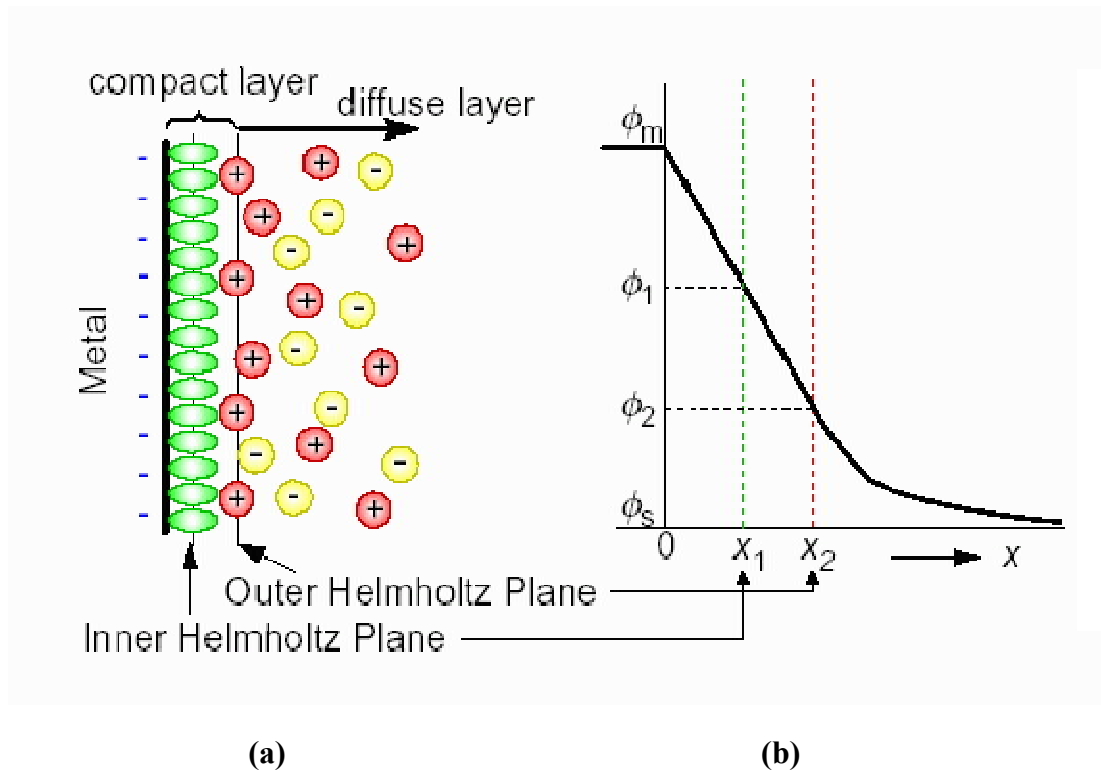 compact layer
diffuse layer
Metal
- - - - - - - - - -
+ + - + - + - + + + - - + + + - + - + - - + - +
Outer Helmholtz Plane
Inner Helmholtz Plane
ϕm
ϕ1
ϕ2
ϕs
0 x1 x2 x
(a) (b)